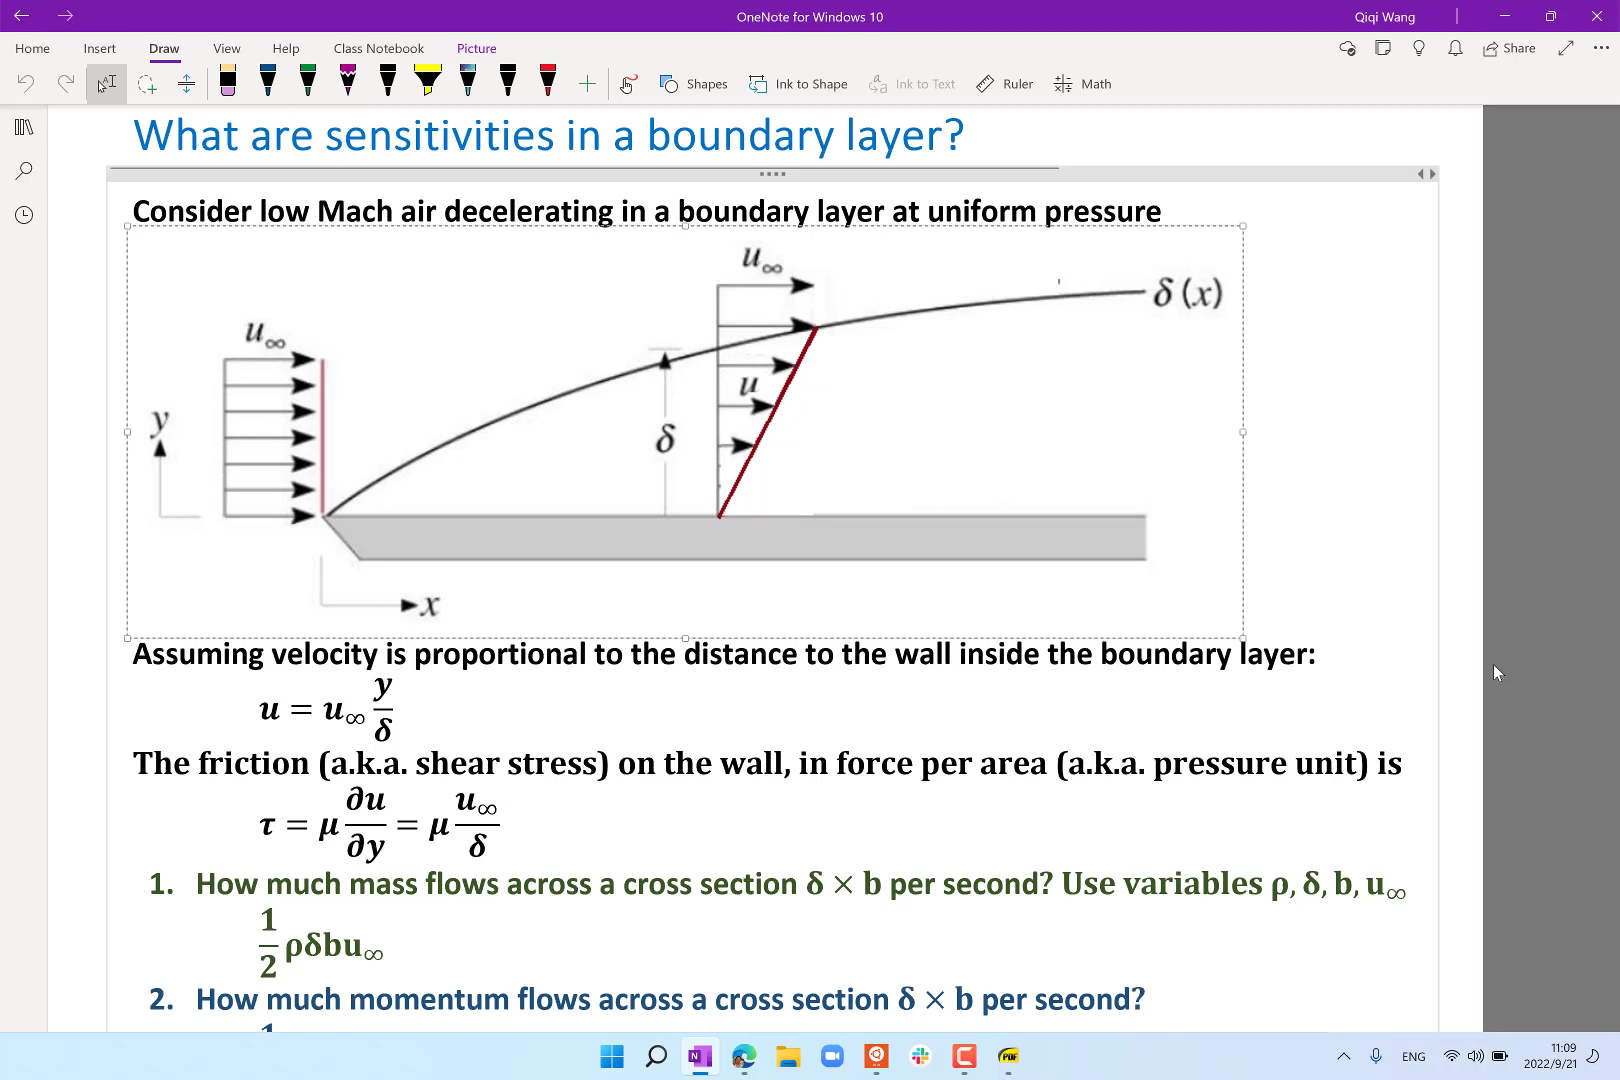 OneNote for Windows 10
Qiqi Wang
Home Insert Draw View Help Class Notebook Picture
Share
Shapes Ink to Shape Ink to Text Ruler Math
What are sensitivities in a boundary layer?
Consider low Mach air decelerating in a boundary layer at uniform pressure
u∞
δ(x)
u∞
u
y
δ
x
Assuming velocity is proportional to the distance to the wall inside the boundary layer:
u = u∞ y/δ
The friction (a.k.a. shear stress) on the wall, in force per area (a.k.a. pressure unit) is
τ = μ ∂u/∂y = μ u∞/δ
1. How much mass flows across a cross section δ × b per second? Use variables ρ, δ, b, u∞
1/2 ρδbu∞
2. How much momentum flows across a cross section δ × b per second?
ENG
11:09
2022/9/21
PDF